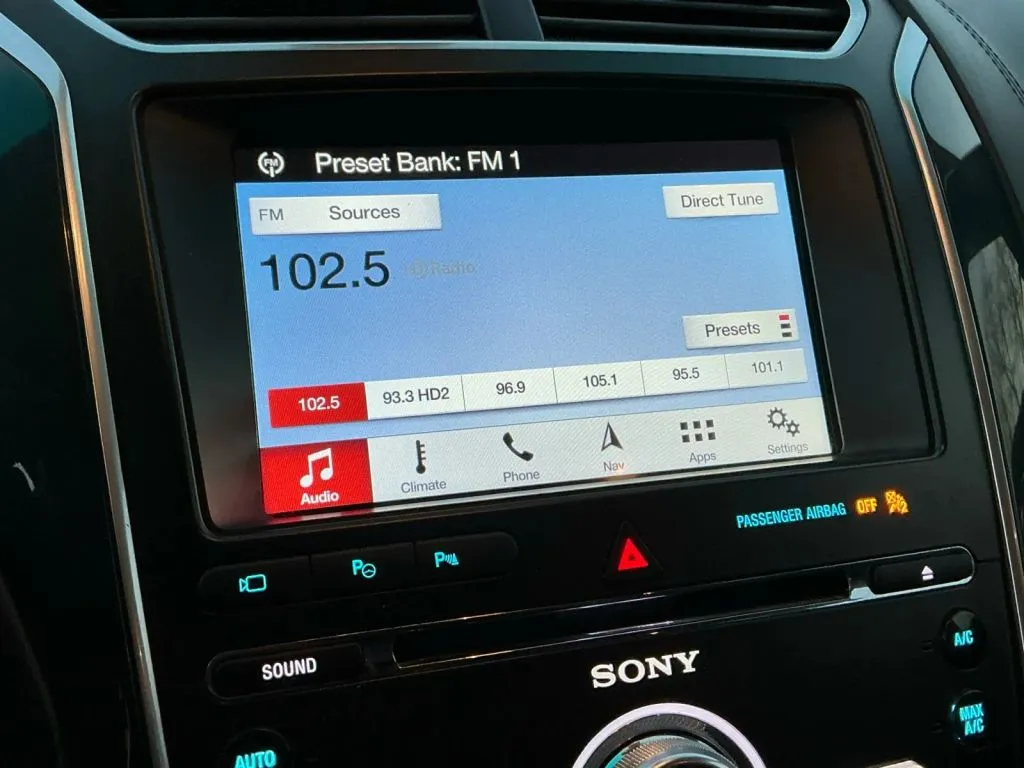 FM Preset Bank: FM 1
FM Sources
Direct Tune
102.5 HD Radio
Presets
102.5 93.3 HD2 96.9 105.1 95.5 101.1
Audio Climate Phone Nav Apps Settings
PASSENGER AIRBAG OFF
P P
SOUND
SONY
A/C
MAX
A/C
AUTO